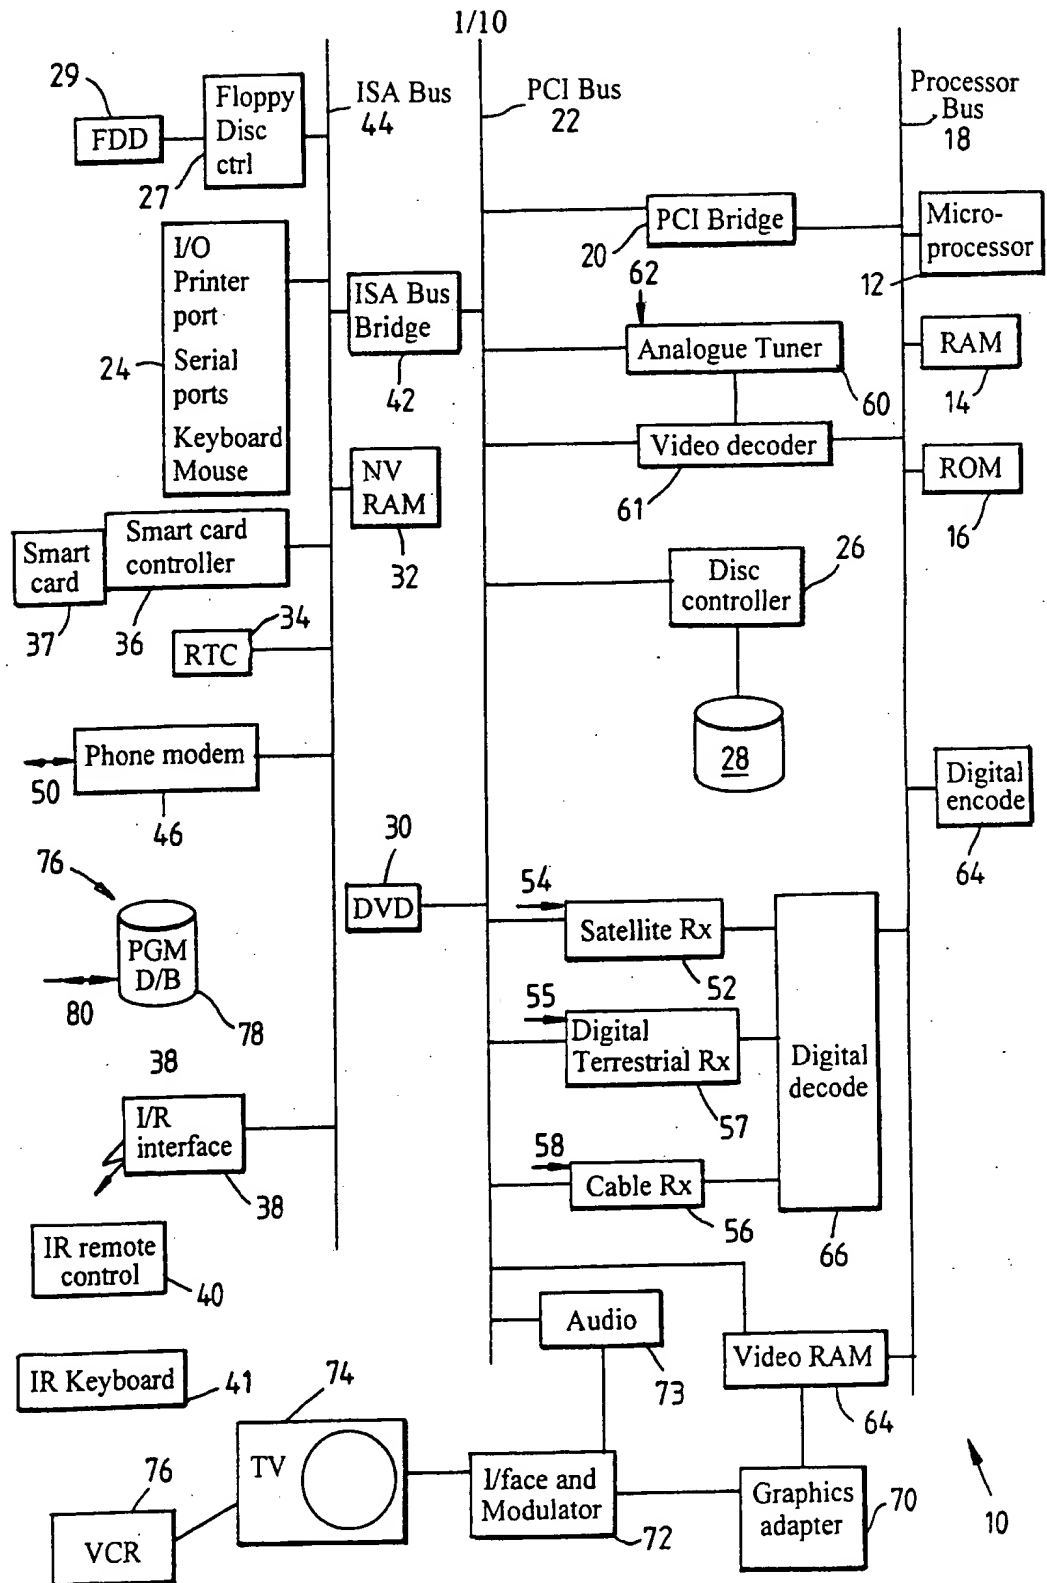 1/10
29
FDD
Floppy
Disc
ctrl
27
ISA Bus
44
PCI Bus
22
Processor
Bus
18
I/O
Printer
port
Serial
ports
Keyboard
Mouse
24
ISA Bus
Bridge
42
PCI Bridge
20
Micro-
processor
12
62
Analogue Tuner
60
RAM
14
Video decoder
61
ROM
16
NV
RAM
32
Smart
card
37
Smart card
controller
36
34
RTC
Disc
controller
26
28
Phone modem
50
46
Digital
encode
64
76
PGM
D/B
80
78
30
DVD
54
Satellite Rx
52
55
Digital
Terrestrial Rx
57
58
Cable Rx
56
Digital
decode
66
38
I/R
interface
38
IR remote
control
40
Audio
73
Video RAM
64
IR Keyboard
41
74
TV
76
VCR
I/face and
Modulator
72
Graphics
adapter
70
10